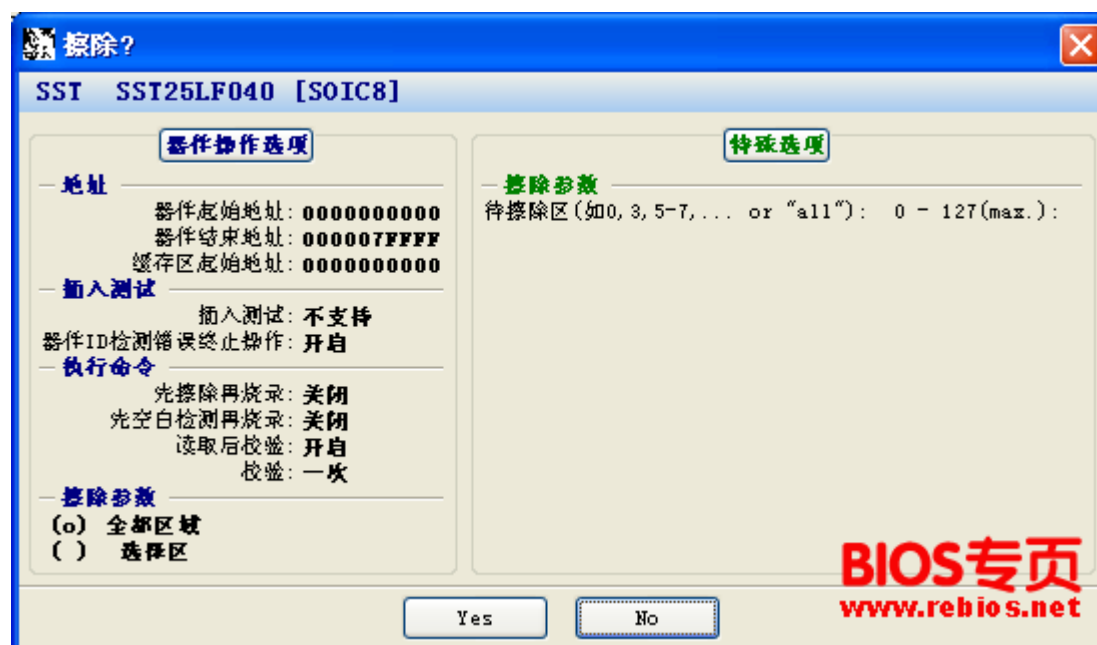 擦除?
SST SST25LF040 [SOIC8]
器件操作选项
地址
器件起始地址: 0000000000
器件结束地址: 000007FFFF
缓存区起始地址: 0000000000
插入测试
插入测试: 不支持
器件ID检测错误终止操作: 开启
执行命令
先擦除再烧录: 关闭
先空白检测再烧录: 关闭
读取后校验: 开启
校验: 一次
擦除参数
(o) 全部区域
( ) 选择区
特殊选项
擦除参数
待擦除区(如0,3,5-7,... or "all"): 0 - 127(max.):
Yes No
BIOS专页
www.rebios.net